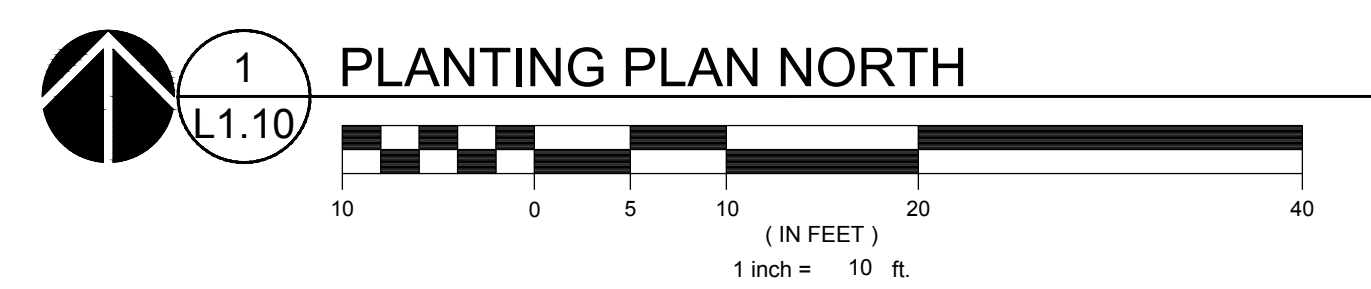 1
L1.10
PLANTING PLAN NORTH
10 0 5 10 20 40
( IN FEET )
1 inch = 10 ft.